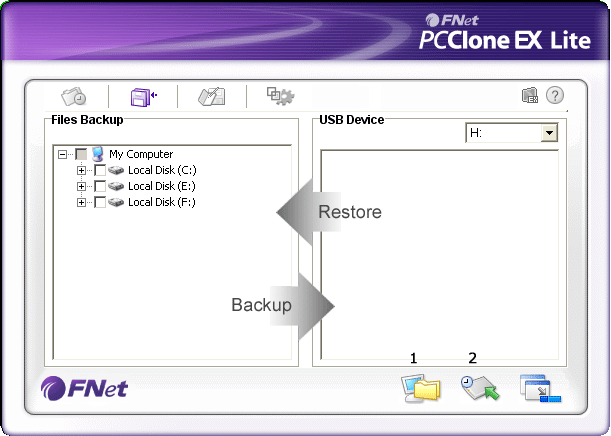 FNet
PCClone EX Lite
?
Files Backup
USB Device
H:
My Computer
Local Disk (C:)
Local Disk (E:)
Local Disk (F:)
Restore
Backup
1
2
FNet